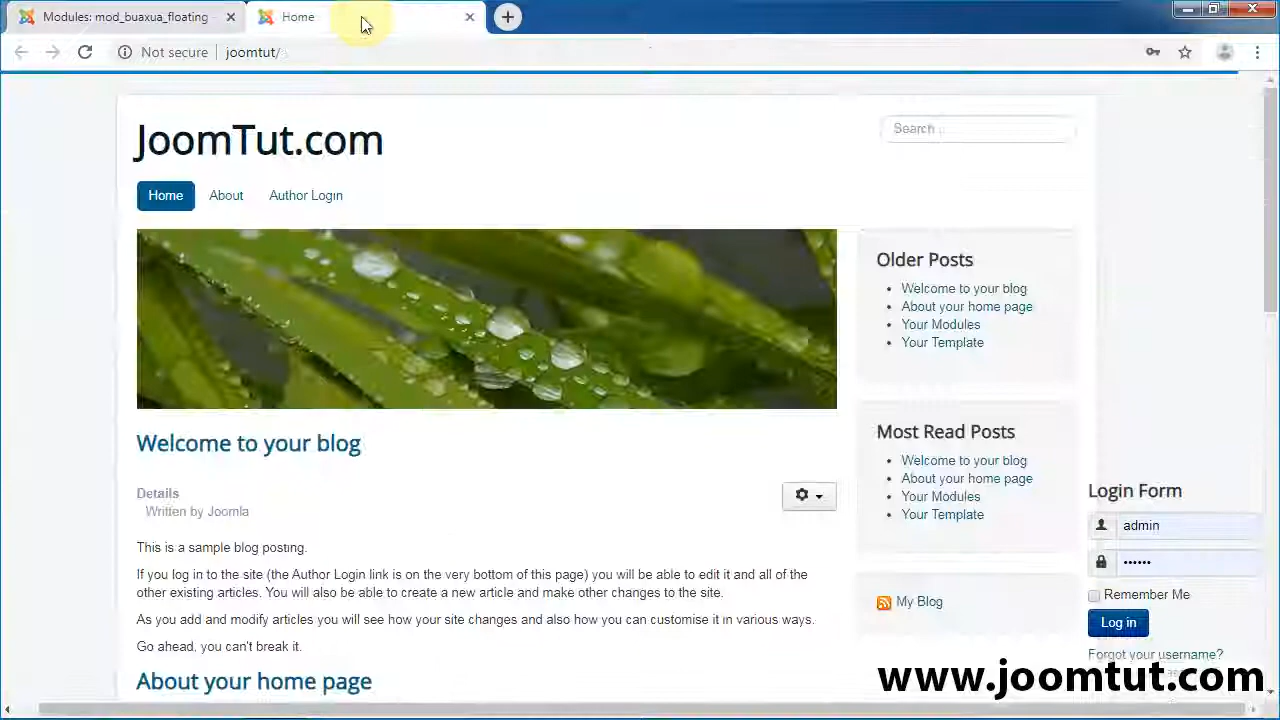 Modules: mod_buaxua_floating
Home
Not secure
joomtut/
JoomTut.com
Search ...
Home
About
Author Login
Older Posts
Welcome to your blog
About your home page
Your Modules
Your Template
Welcome to your blog
Most Read Posts
Welcome to your blog
About your home page
Your Modules
Your Template
Details
Written by Joomla
Login Form
admin
••••••
Remember Me
Log in
Forgot your username?
This is a sample blog posting.
If you log in to the site (the Author Login link is on the very bottom of this page) you will be able to edit it and all of the
other existing articles. You will also be able to create a new article and make other changes to the site.
As you add and modify articles you will see how your site changes and also how you can customise it in various ways.
Go ahead, you can't break it.
My Blog
About your home page
www.joomtut.com